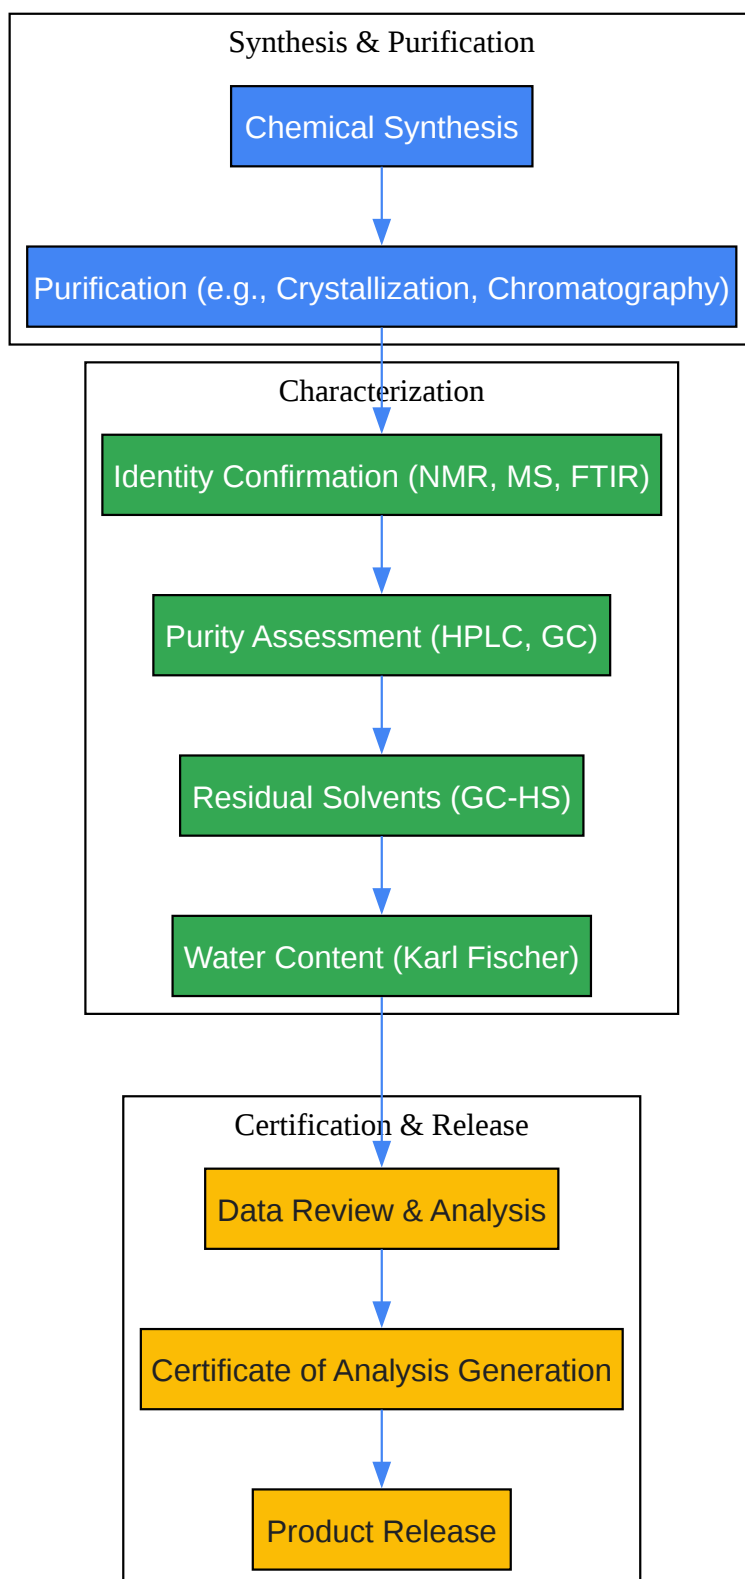 Synthesis & Purification
Chemical Synthesis
Purification (e.g., Crystallization, Chromatography)
Characterization
Identity Confirmation (NMR, MS, FTIR)
Purity Assessment (HPLC, GC)
Residual Solvents (GC-HS)
Water Content (Karl Fischer)
Certification & Release
Data Review & Analysis
Certificate of Analysis Generation
Product Release